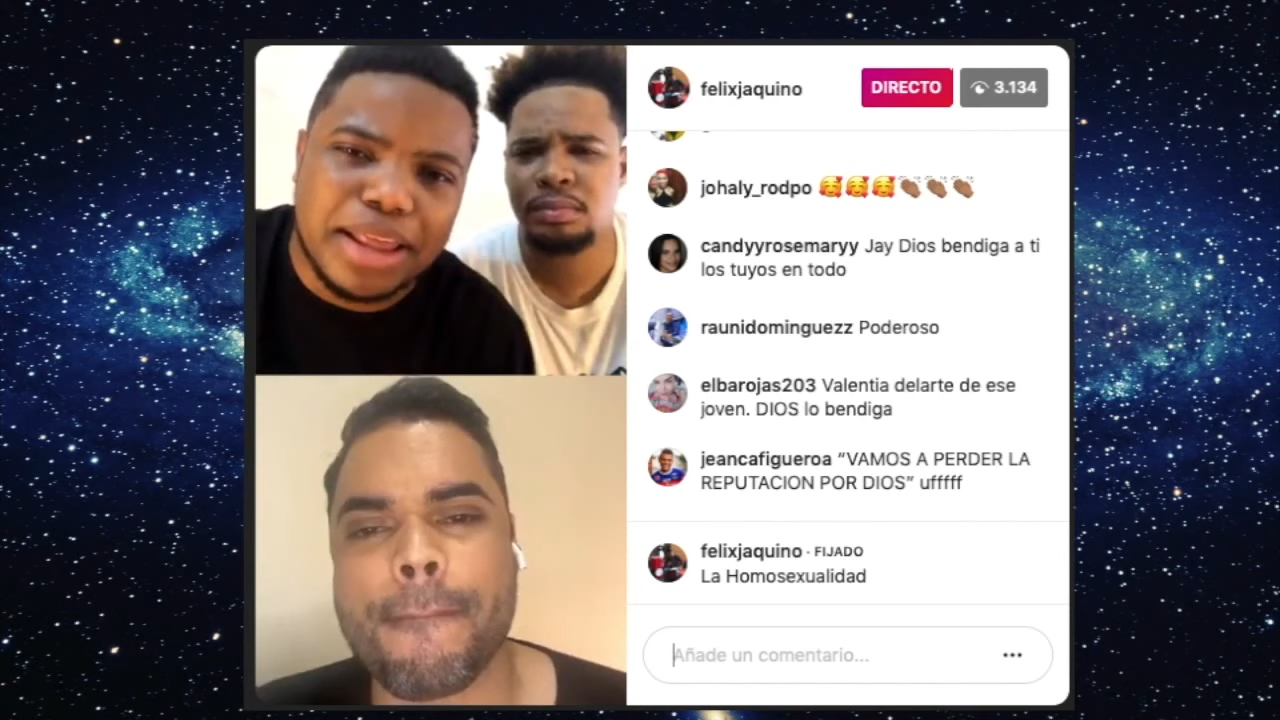 felixjaquino
DIRECTO
3.134
johaly_rodpo 🥰🥰🥰👏🏽👏🏽👏🏽
candyyrosemaryy Jay Dios bendiga a ti
los tuyos en todo
raunidominguezz Poderoso
elbarojas203 Valentia delarte de ese
joven. DIOS lo bendiga
jeancafigueroa “VAMOS A PERDER LA
REPUTACION POR DIOS” ufffff
felixjaquino · FIJADO
La Homosexualidad
Añade un comentario...